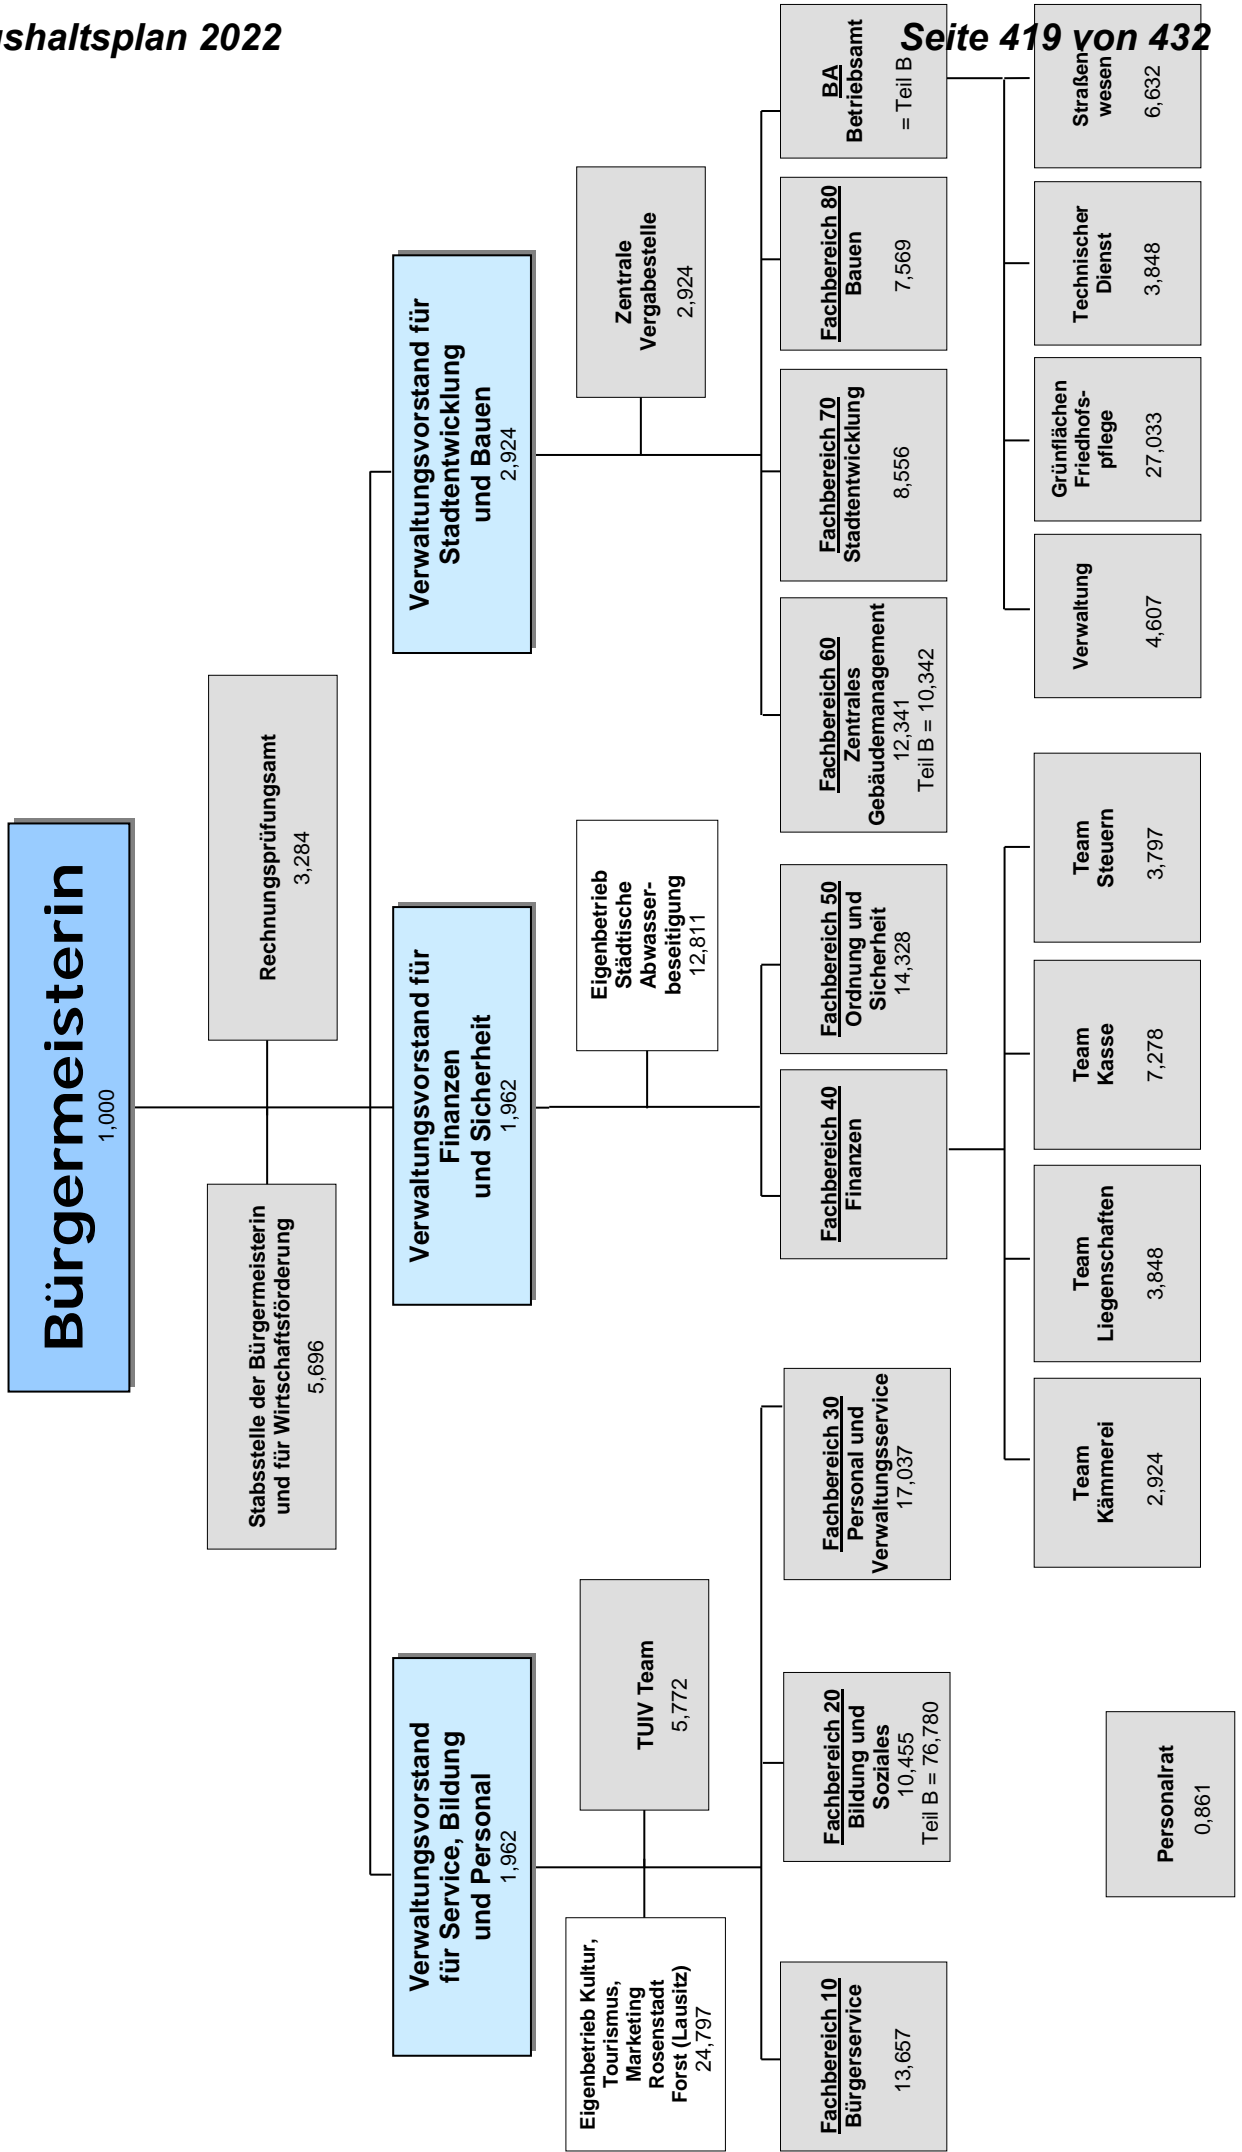 ushaltsplan 2022
Seite 419 von 432
Bürgermeisterin
1,000
Stabsstelle der Bürgermeisterin
und für Wirtschaftsförderung
5,696
Rechnungsprüfungsamt
3,284
Verwaltungsvorstand
für Service, Bildung
und Personal
1,962
Verwaltungsvorstand für
Finanzen
und Sicherheit
1,962
Verwaltungsvorstand für
Stadtentwicklung
und Bauen
2,924
Eigenbetrieb Kultur,
Tourismus,
Marketing
Rosenstadt
Forst (Lausitz)
24,797
TUIV Team
5,772
Eigenbetrieb
Städtische
Abwasser-
beseitigung
12,811
Zentrale
Vergabestelle
2,924
Fachbereich 10
Bürgerservice
13,657
Fachbereich 20
Bildung und
Soziales
10,455
Teil B = 76,780
Fachbereich 30
Personal und
Verwaltungsservice
17,037
Fachbereich 40
Finanzen
Fachbereich 50
Ordnung und
Sicherheit
14,328
Fachbereich 60
Zentrales
Gebäudemanagement
12,341
Teil B = 10,342
Fachbereich 70
Stadtentwicklung
8,556
Fachbereich 80
Bauen
7,569
BA
Betriebsamt
= Teil B
Team
Kämmerei
2,924
Team
Liegenschaften
3,848
Team
Kasse
7,278
Team
Steuern
3,797
Verwaltung
4,607
Grünflächen
Friedhofs-
pflege
27,033
Technischer
Dienst
3,848
Straßen-
wesen
6,632
Personalrat
0,861